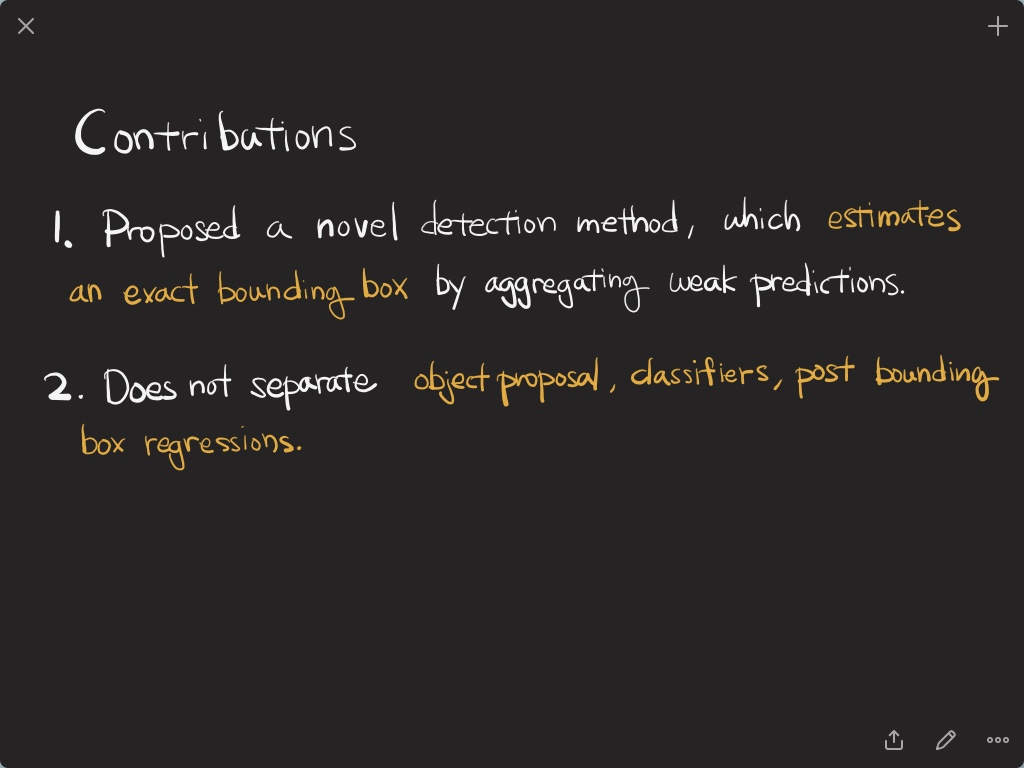 Contributions
1. Proposed a novel detection method, which estimates
an exact bounding box by aggregating weak predictions.
2. Does not separate object proposal, classifiers, post bounding
box regressions.